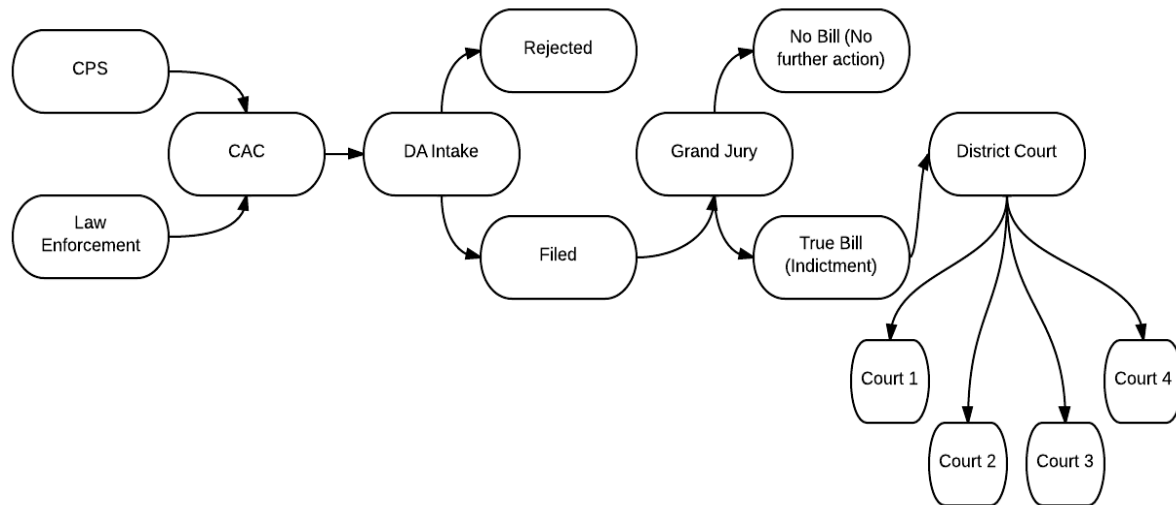 CPS
Law
Enforcement
CAC
DA Intake
Rejected
Filed
Grand Jury
No Bill (No
further action)
True Bill
(Indictment)
District Court
Court 1
Court 2
Court 3
Court 4